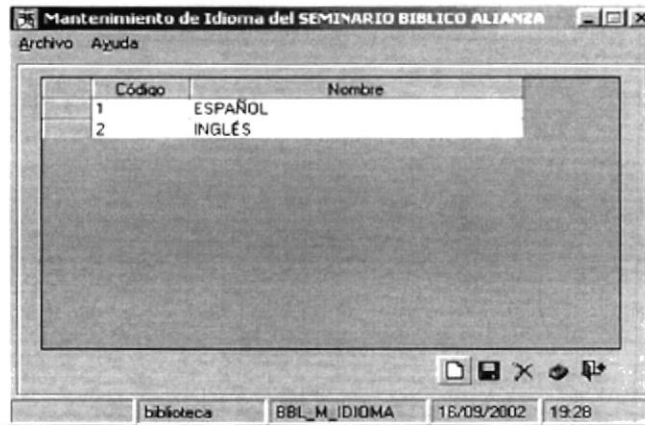 Mantenimiento de Idioma del SEMINARIO BIBLICO ALIANZA
Archivo Ayuda
Código Nombre
1 ESPAÑOL
2 INGLÉS
biblioteca BBL_M_IDIOMA 16/09/2002 19:28